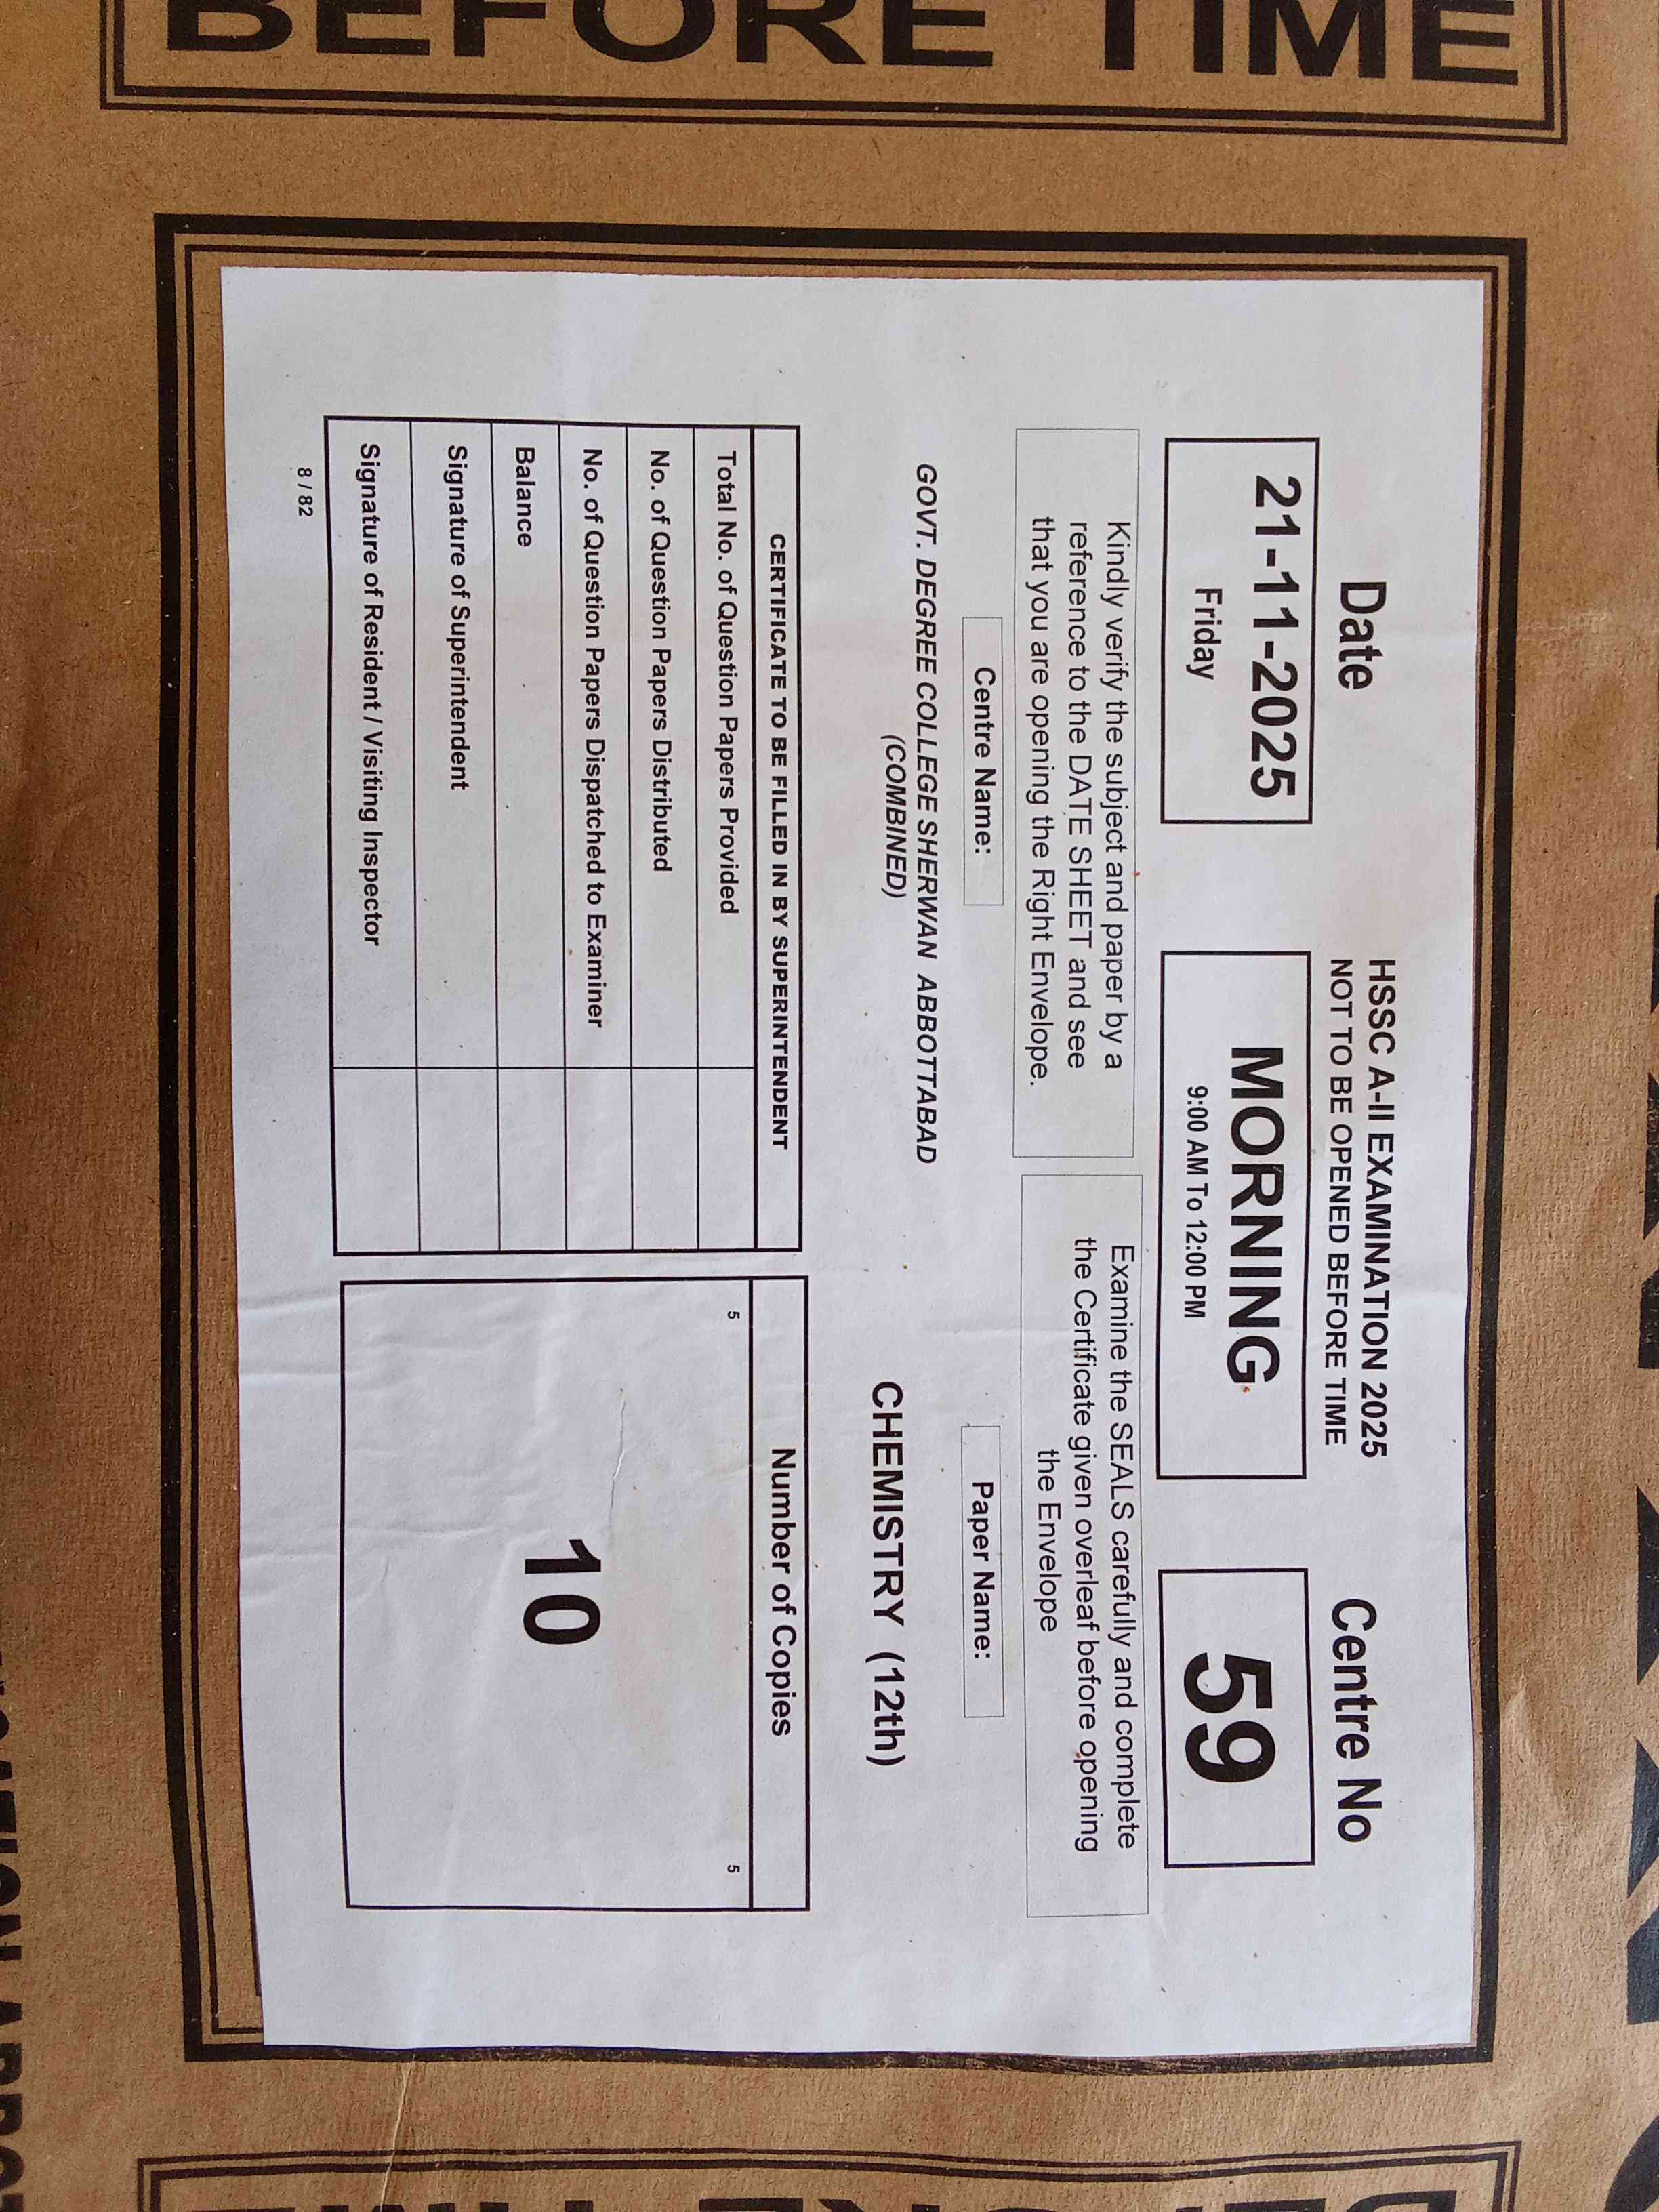 BEFORE TIME
HSSC A-II EXAMINATION 2025
NOT TO BE OPENED BEFORE TIME
Date
Centre No
21-11-2025
Friday
MORNING
9:00 AM To 12:00 PM
59
Kindly verify the subject and paper by a
reference to the DATE SHEET and see
that you are opening the Right Envelope.
Examine the SEALS carefully and complete
the Certificate given overleaf before opening
the Envelope
Centre Name:
Paper Name:
GOVT. DEGREE COLLEGE SHERWAN ABBOTTABAD
(COMBINED)
CHEMISTRY (12th)
CERTIFICATE TO BE FILLED IN BY SUPERINTENDENT
Total No. of Question Papers Provided
No. of Question Papers Distributed
No. of Question Papers Dispatched to Examiner
Balance
Signature of Superintendent
Signature of Resident / Visiting Inspector
Number of Copies
5
5
10
8 / 82